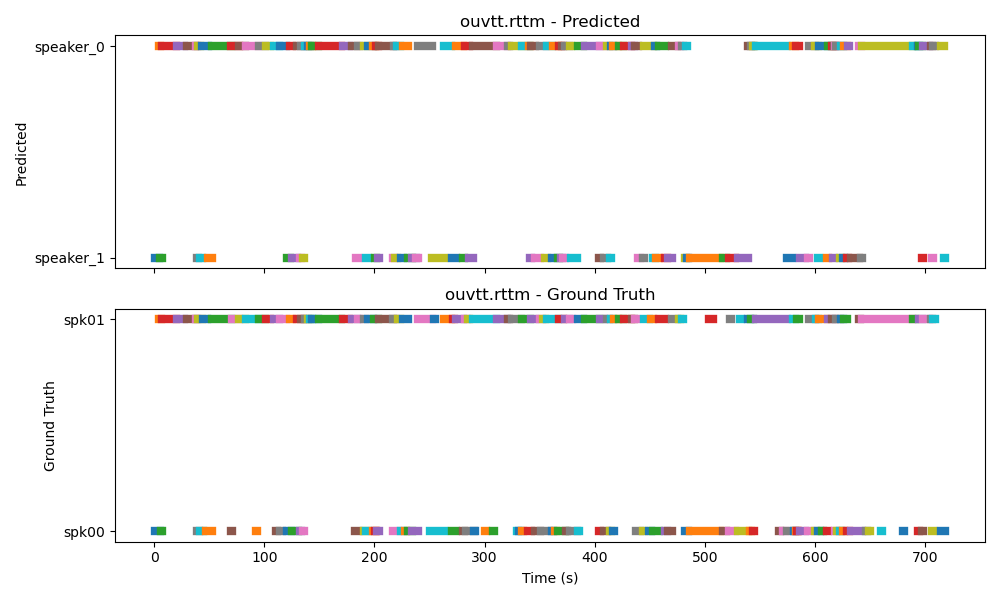 ouvtt.rttm - Predicted
speaker_0
Predicted
speaker_1
ouvtt.rttm - Ground Truth
spk01
Ground Truth
spk00
0 100 200 300 400 500 600 700
Time (s)